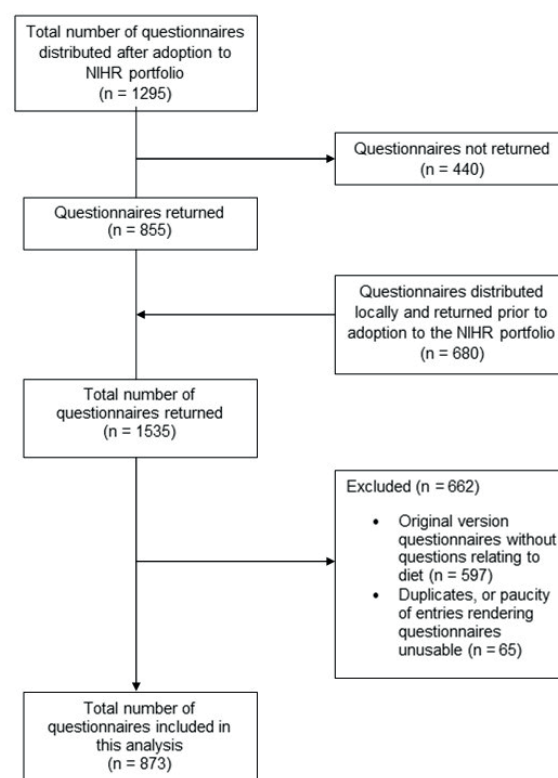 Total number of questionnaires
distributed after adoption to
NIHR portfolio
(n = 1295)
Questionnaires not returned
(n = 440)
Questionnaires returned
(n = 855)
Questionnaires distributed
locally and returned prior to
adoption to the NIHR portfolio
(n = 680)
Total number of
questionnaires returned
(n = 1535)
Excluded (n = 662)
• Original version
questionnaires without
questions relating to
diet (n = 597)
• Duplicates, or paucity
of entries rendering
questionnaires
unusable (n = 65)
Total number of
questionnaires included in
this analysis
(n = 873)